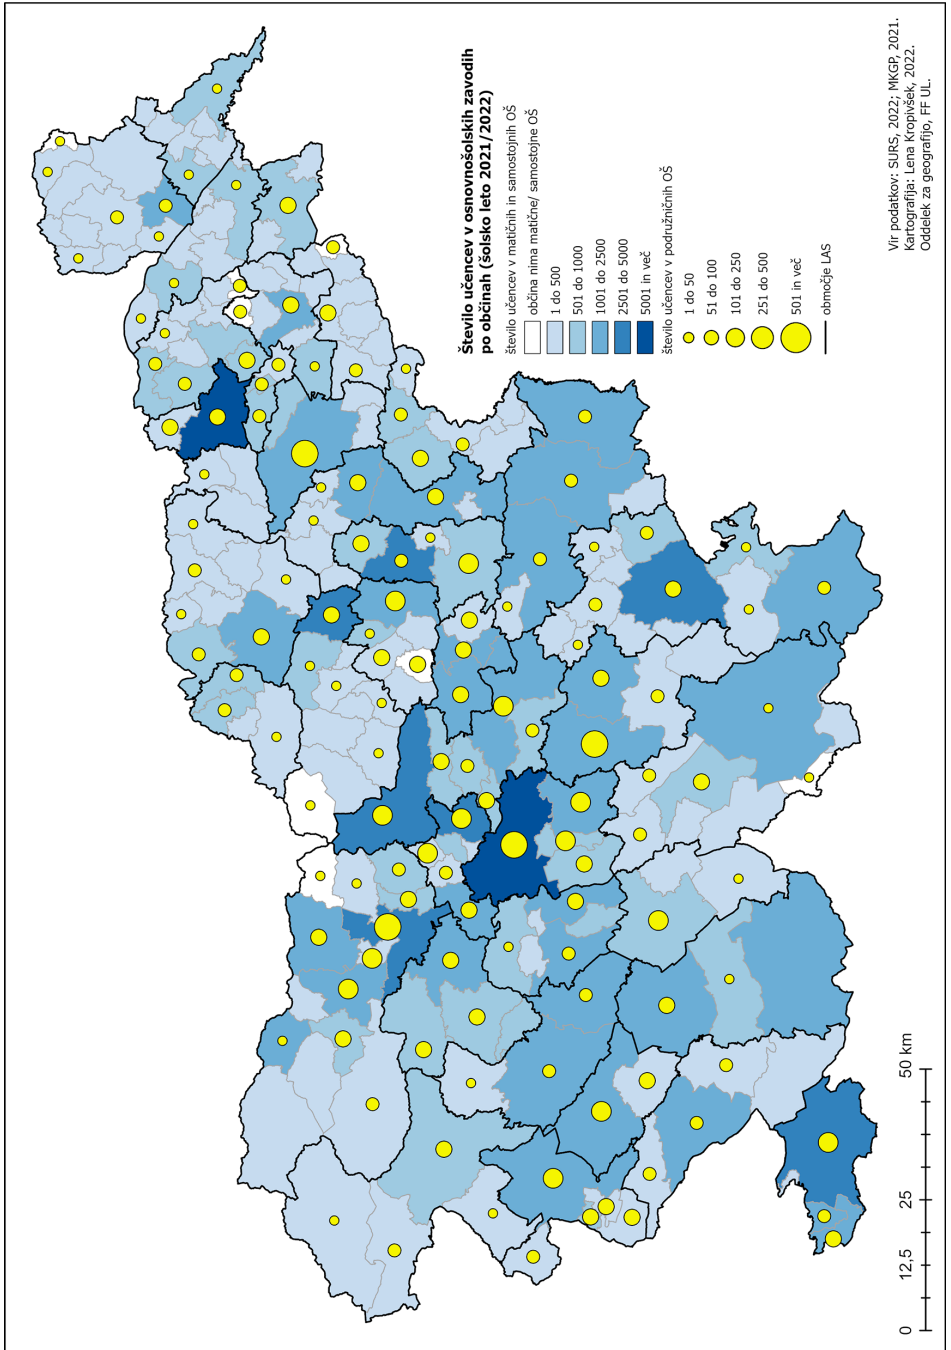 Število učencev v osnovnošolskih zavodih
po občinah (šolsko leto 2021/2022)
število učencev v matičnih in samostojnih OŠ
občina nima matične/ samostojne OŠ
1 do 500
501 do 1000
1001 do 2500
2501 do 5000
5001 in več
število učencev v podružničnih OŠ
1 do 50
51 do 100
101 do 250
251 do 500
501 in več
območje LAS
Vir podatkov: SURS, 2022; MKGP, 2021.
Kartografija: Lena Kropivšek, 2022.
Oddelek za geografijo, FF UL.
0 12,5 25 50 km